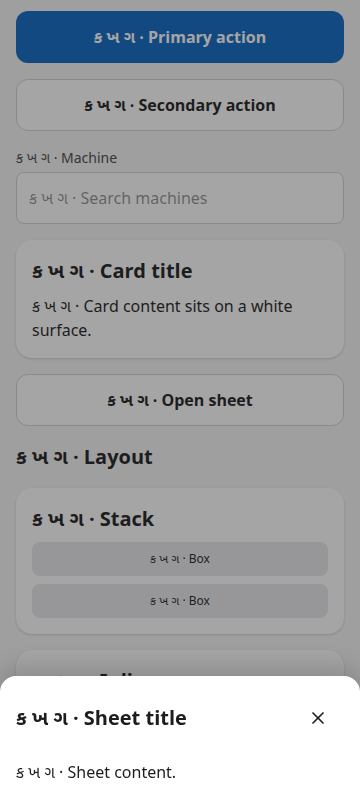 ક ખ ગ · Primary action
ક ખ ગ · Secondary action
ક ખ ગ · Machine
ક ખ ગ · Search machines
ક ખ ગ · Card title
ક ખ ગ · Card content sits on a white
surface.
ક ખ ગ · Open sheet
ક ખ ગ · Layout
ક ખ ગ · Stack
ક ખ ગ · Box
ક ખ ગ · Box
ક ખ ગ · Sheet title
ક ખ ગ · Sheet content.